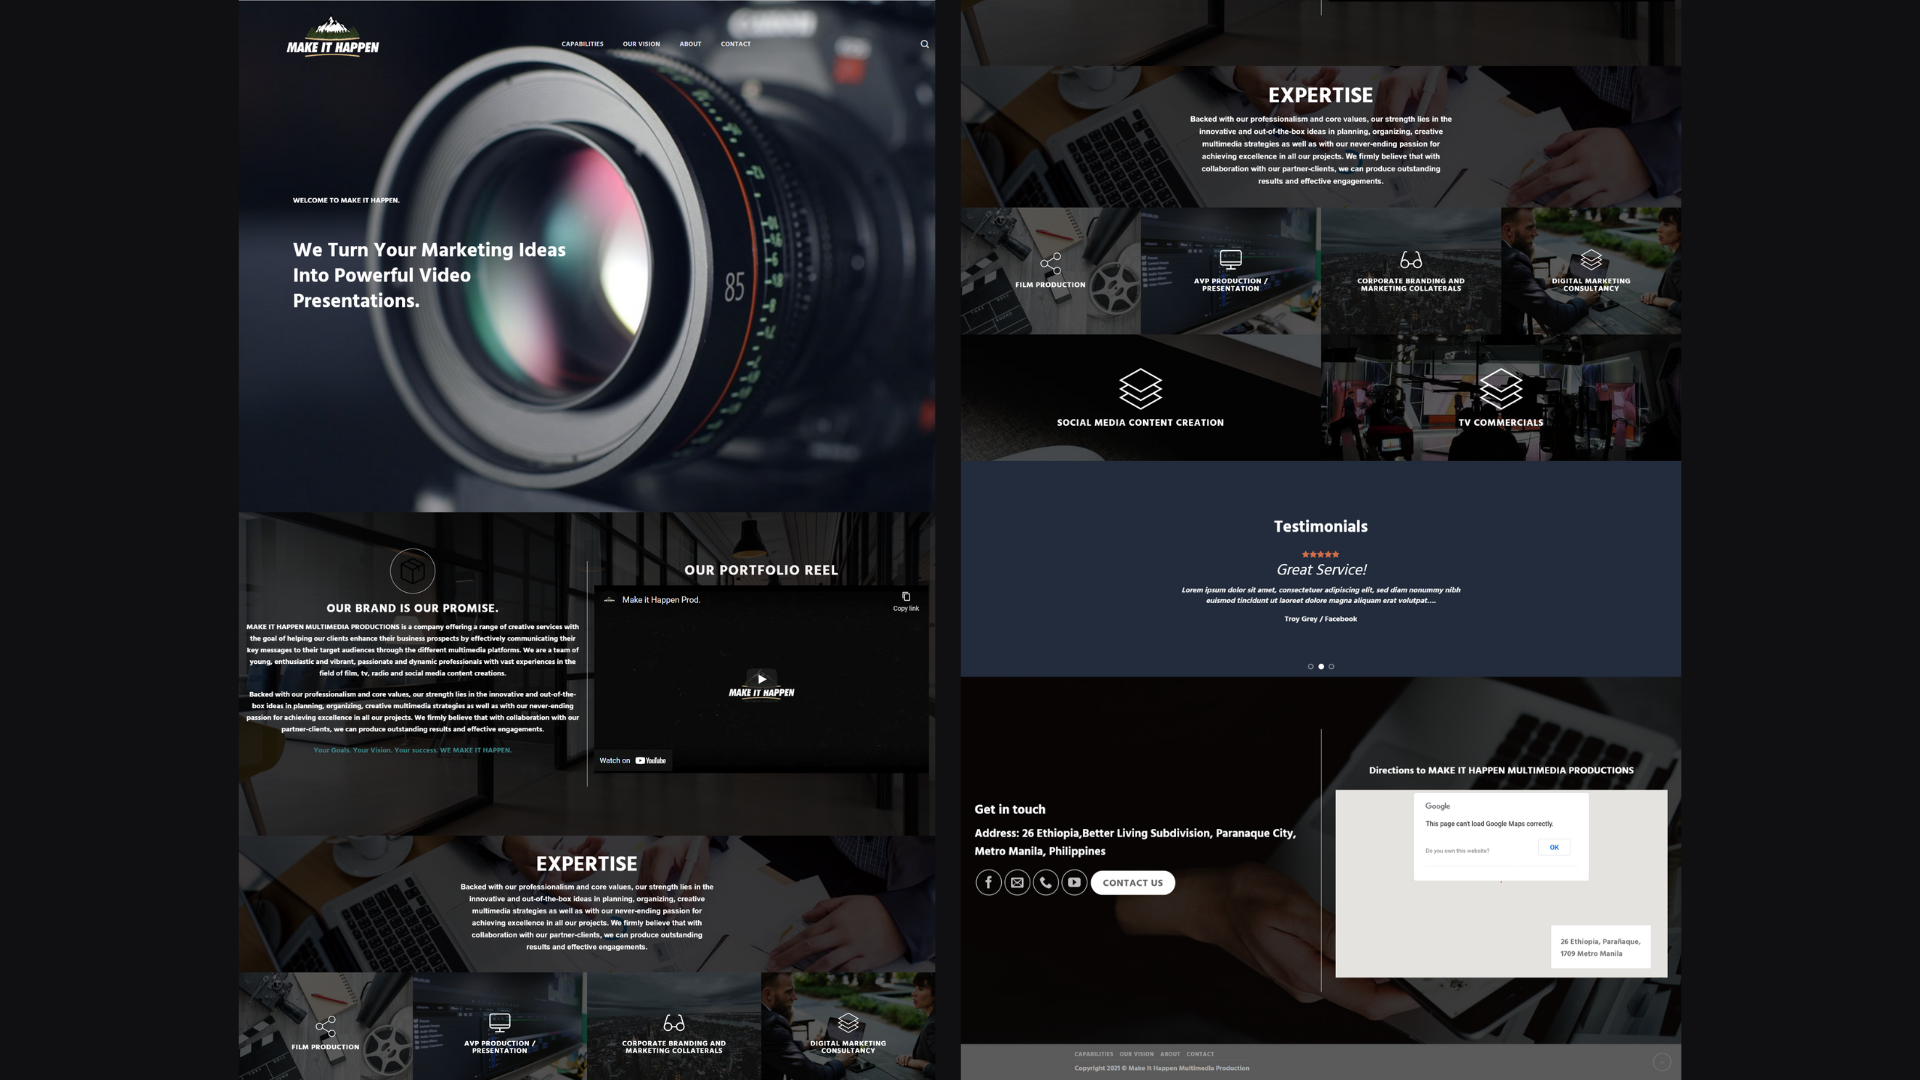 MAKE IT HAPPEN
CAPABILITIES OUR VISION ABOUT CONTACT
WELCOME TO MAKE IT HAPPEN.
We Turn Your Marketing Ideas
Into Powerful Video
Presentations.
85
OUR BRAND IS OUR PROMISE.
MAKE IT HAPPEN MULTIMEDIA PRODUCTIONS is a company offering a range of creative services with
the goal of helping our clients enhance their business prospects by effectively communicating their
key messages to their target audiences through the different multimedia platforms. We are a team of
young, enthusiastic and vibrant, passionate and dynamic professionals with vast experiences in the
field of film, tv, radio and social media content creations.
Backed with our professionalism and core values, our strength lies in the innovative and out-of-the-
box ideas in planning, organizing, creative multimedia strategies as well as with our never-ending
passion for achieving excellence in all our projects. We firmly believe that with collaboration with our
partner-clients, we can produce outstanding results and effective engagements.
Your Goals. Your Vision. Your success. WE MAKE IT HAPPEN.
OUR PORTFOLIO REEL
Make it Happen Prod.
Copy link
MAKE IT HAPPEN
Watch on YouTube
EXPERTISE
Backed with our professionalism and core values, our strength lies in the
innovative and out-of-the-box ideas in planning, organizing, creative
multimedia strategies as well as with our never-ending passion for
achieving excellence in all our projects. We firmly believe that with
collaboration with our partner-clients, we can produce outstanding
results and effective engagements.
FILM PRODUCTION
AVP PRODUCTION /
PRESENTATION
CORPORATE BRANDING AND
MARKETING COLLATERALS
DIGITAL MARKETING
CONSULTANCY
EXPERTISE
Backed with our professionalism and core values, our strength lies in the
innovative and out-of-the-box ideas in planning, organizing, creative
multimedia strategies as well as with our never-ending passion for
achieving excellence in all our projects. We firmly believe that with
collaboration with our partner-clients, we can produce outstanding
results and effective engagements.
FILM PRODUCTION
AVP PRODUCTION /
PRESENTATION
CORPORATE BRANDING AND
MARKETING COLLATERALS
DIGITAL MARKETING
CONSULTANCY
SOCIAL MEDIA CONTENT CREATION
TV COMMERCIALS
Testimonials
Great Service!
Lorem ipsum dolor sit amet, consectetuer adipiscing elit, sed diam nonummy nibh
euismod tincidunt ut laoreet dolore magna aliquam erat volutpat....
Troy Grey / Facebook
Get in touch
Address: 26 Ethiopia,Better Living Subdivision, Paranaque City,
Metro Manila, Philippines
CONTACT US
Directions to MAKE IT HAPPEN MULTIMEDIA PRODUCTIONS
Google
This page can't load Google Maps correctly.
Do you own this website?
OK
26 Ethiopia, Parañaque,
1709 Metro Manila
CAPABILITIES OUR VISION ABOUT CONTACT
Copyright 2021 © Make It Happen Multimedia Production